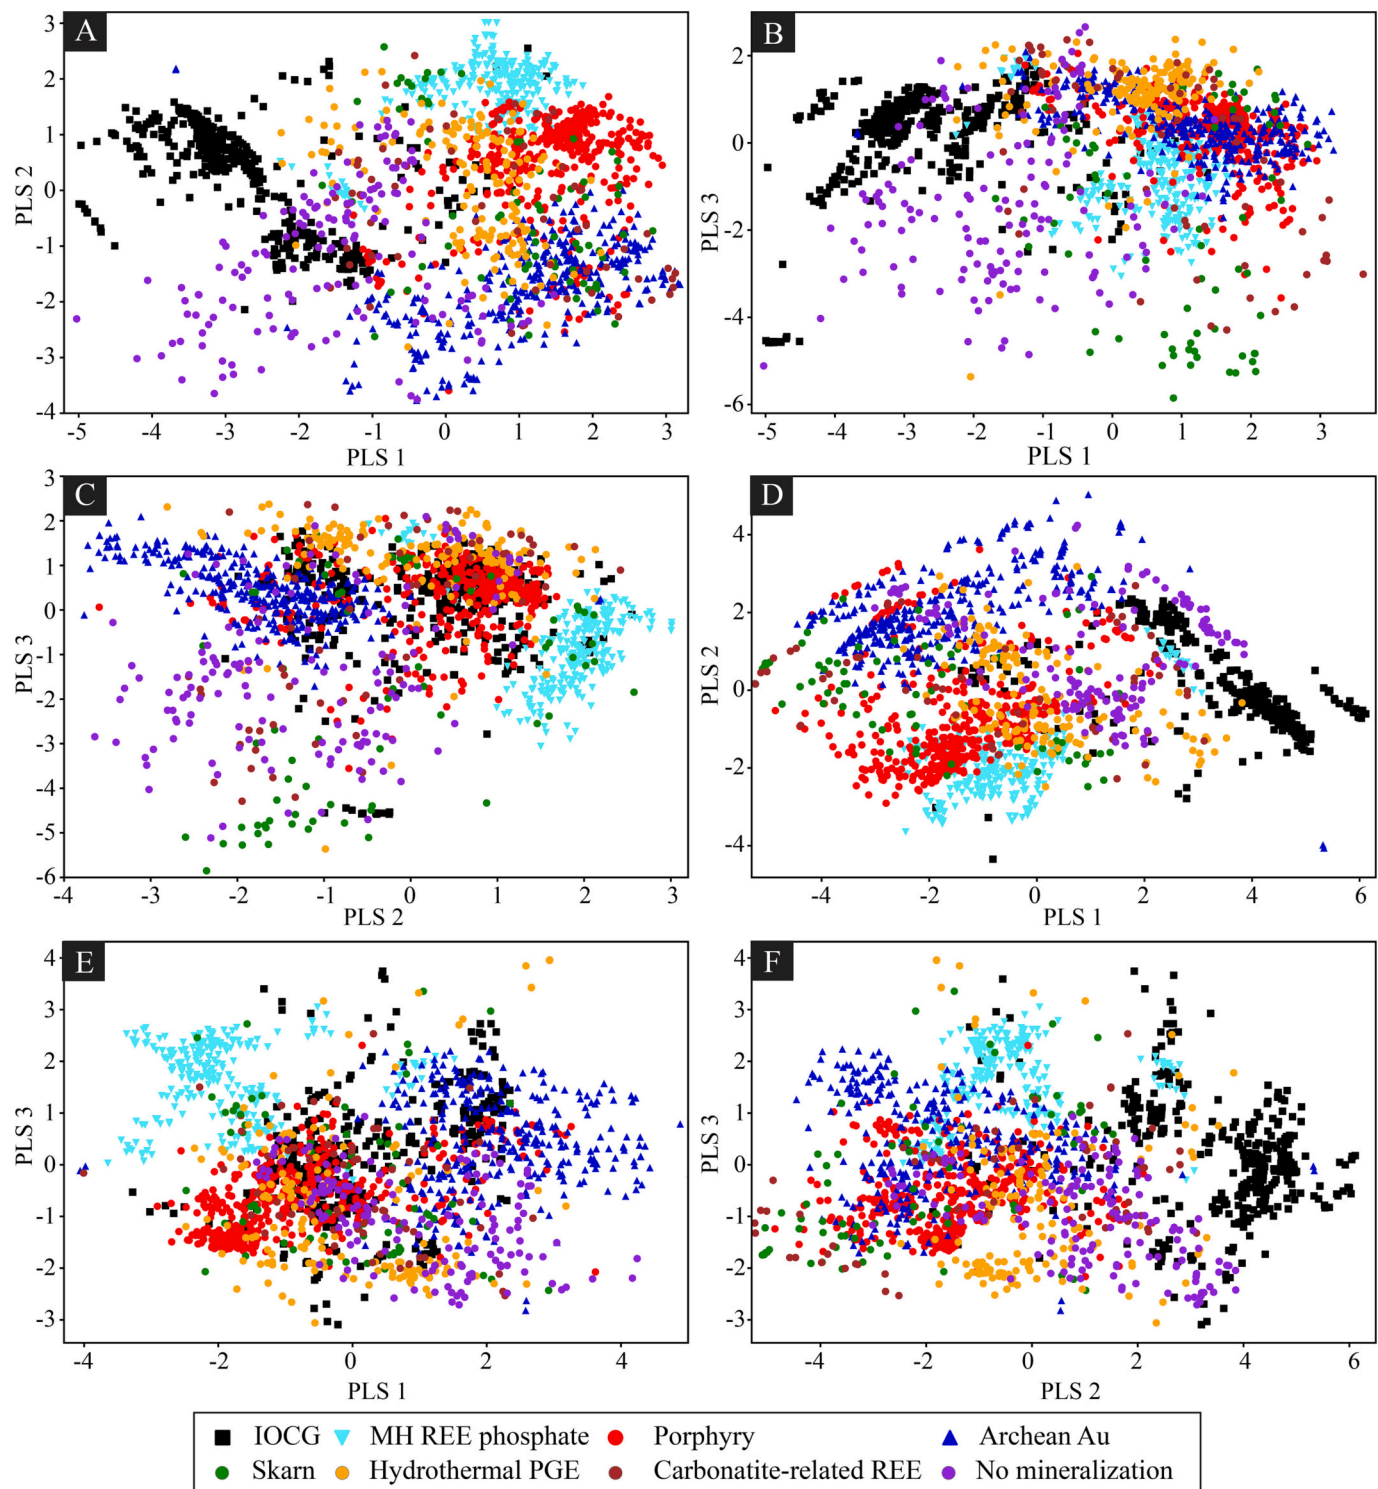 A
3
2
1
0
-1
-2
-3
-4
PLS 2
-5 -4 -3 -2 -1 0 1 2 3
PLS 1
B
2
0
-2
-4
-6
PLS 3
-5 -4 -3 -2 -1 0 1 2 3
PLS 1
C
3
2
1
0
-1
-2
-3
-4
-5
-6
PLS 3
-4 -3 -2 -1 0 1 2 3
PLS 2
D
4
2
0
-2
-4
PLS 2
-4 -2 0 2 4 6
PLS 1
E
4
3
2
1
0
-1
-2
-3
PLS 3
-4 -2 0 2 4
PLS 1
F
4
3
2
1
0
-1
-2
-3
PLS 3
-4 -2 0 2 4 6
PLS 2
IOCG MH REE phosphate Porphyry Archean Au
Skarn Hydrothermal PGE Carbonatite-related REE No mineralization